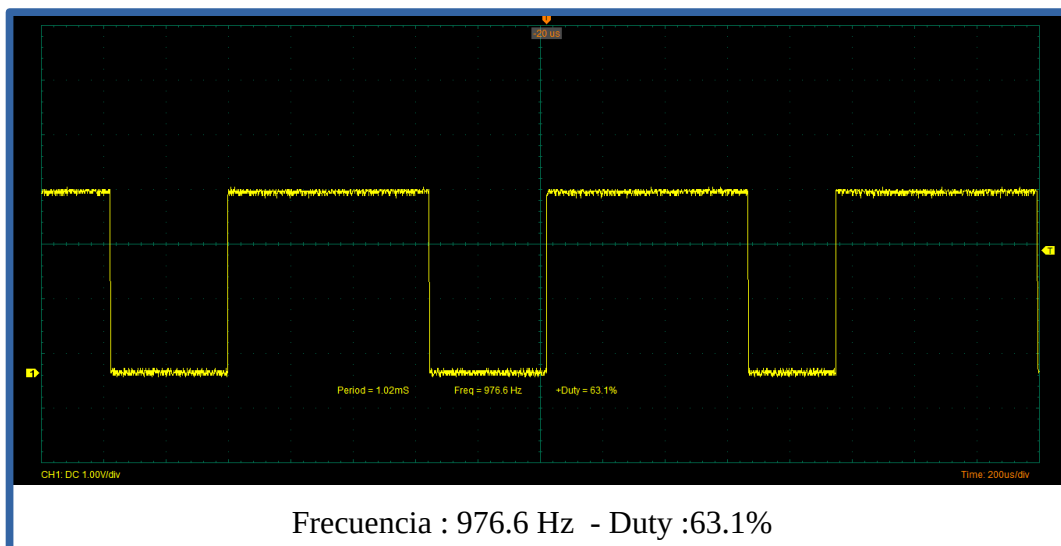 T
-20 us
T
1
Period = 1.02mS Freq = 976.6 Hz +Duty = 63.1%
CH1: DC 1.00V/div Time: 200us/div
Frecuencia : 976.6 Hz - Duty :63.1%